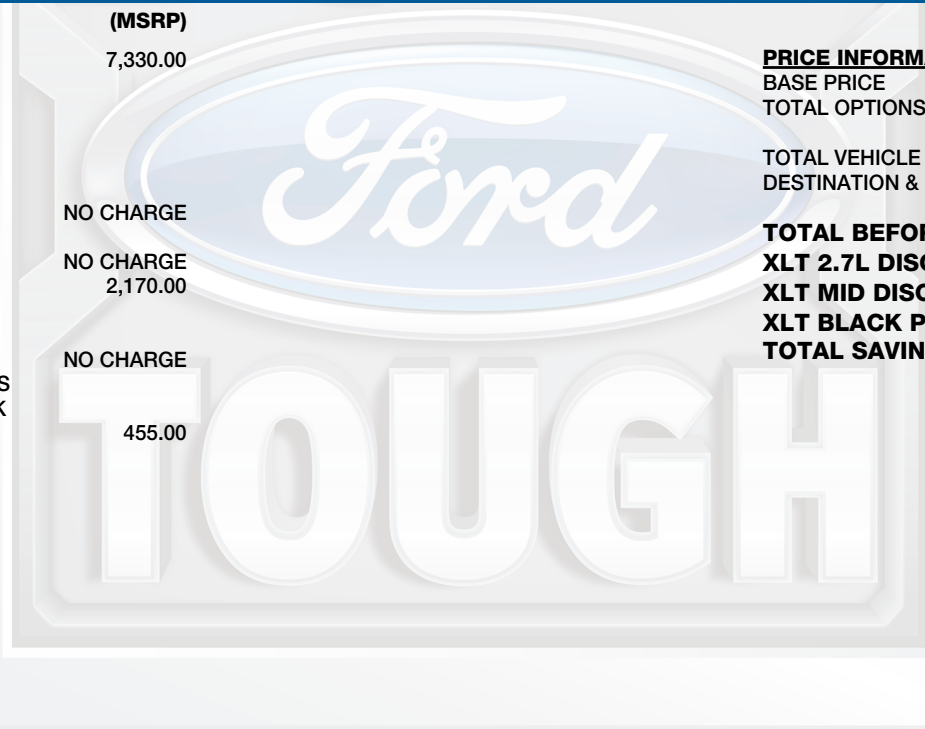 (MSRP)
7,330.00
NO CHARGE
NO CHARGE
2,170.00
NO CHARGE
S
K
455.00
PRICE INFORMA
BASE PRICE
TOTAL OPTIONS
TOTAL VEHICLE
DESTINATION &
TOTAL BEFOR
XLT 2.7L DISC
XLT MID DISC
XLT BLACK P
TOTAL SAVIN
Ford
TOUGH